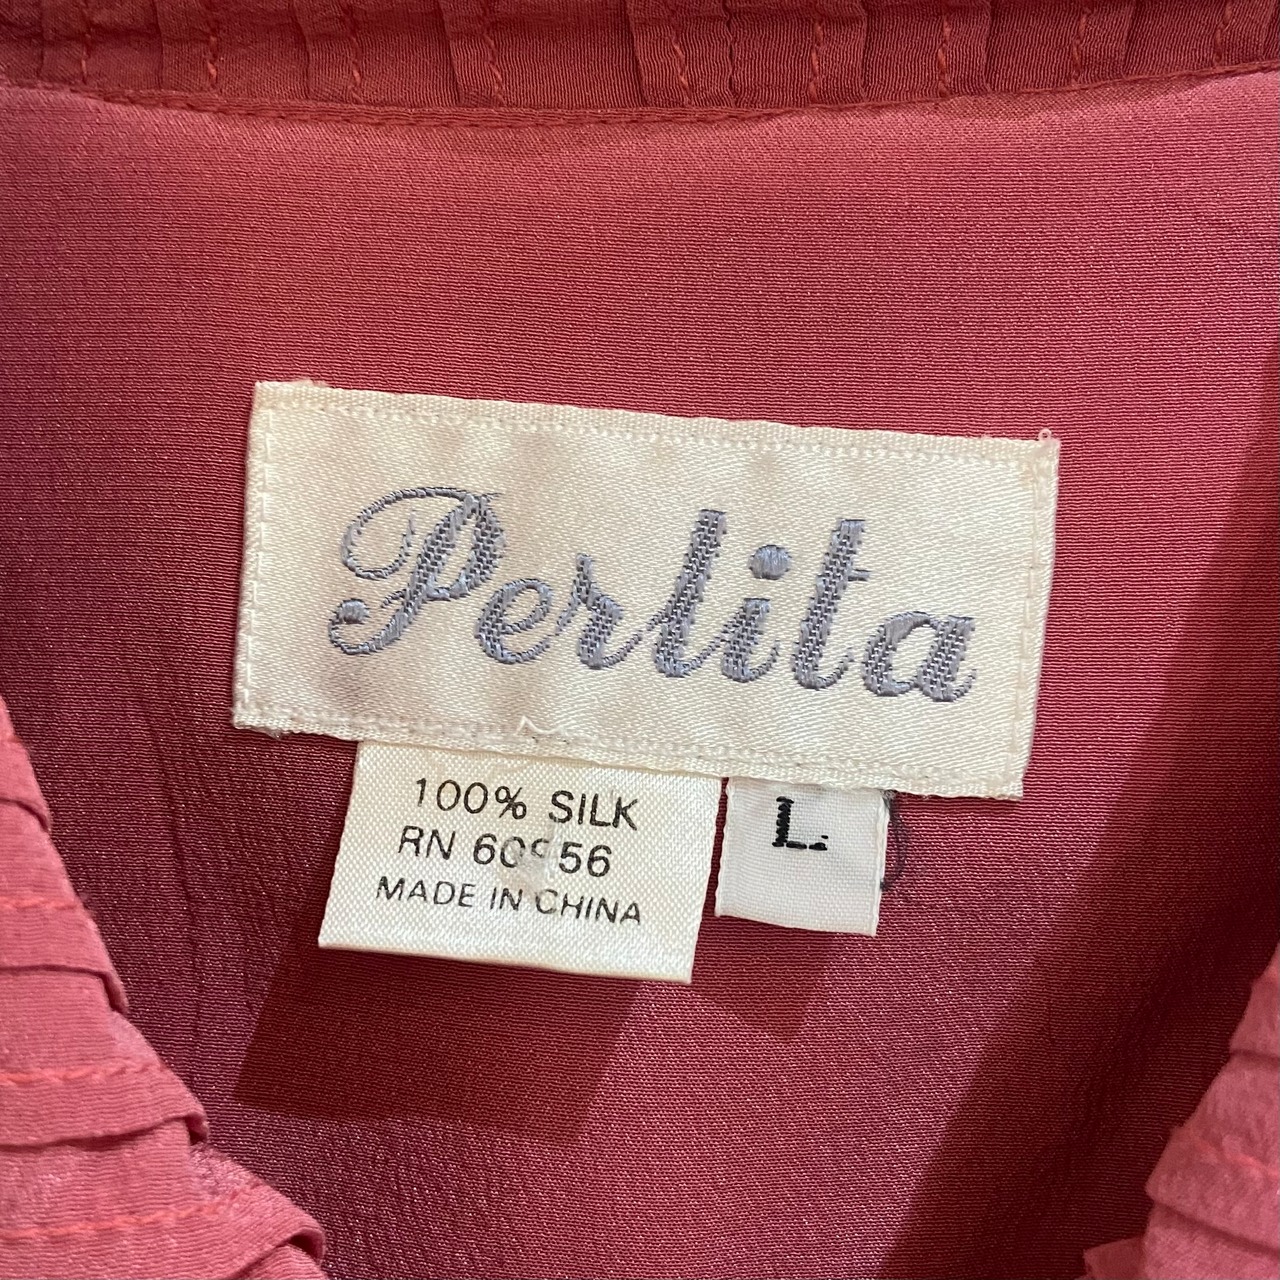 Perlita
100% SILK
RN
MADE IN CHINA
L